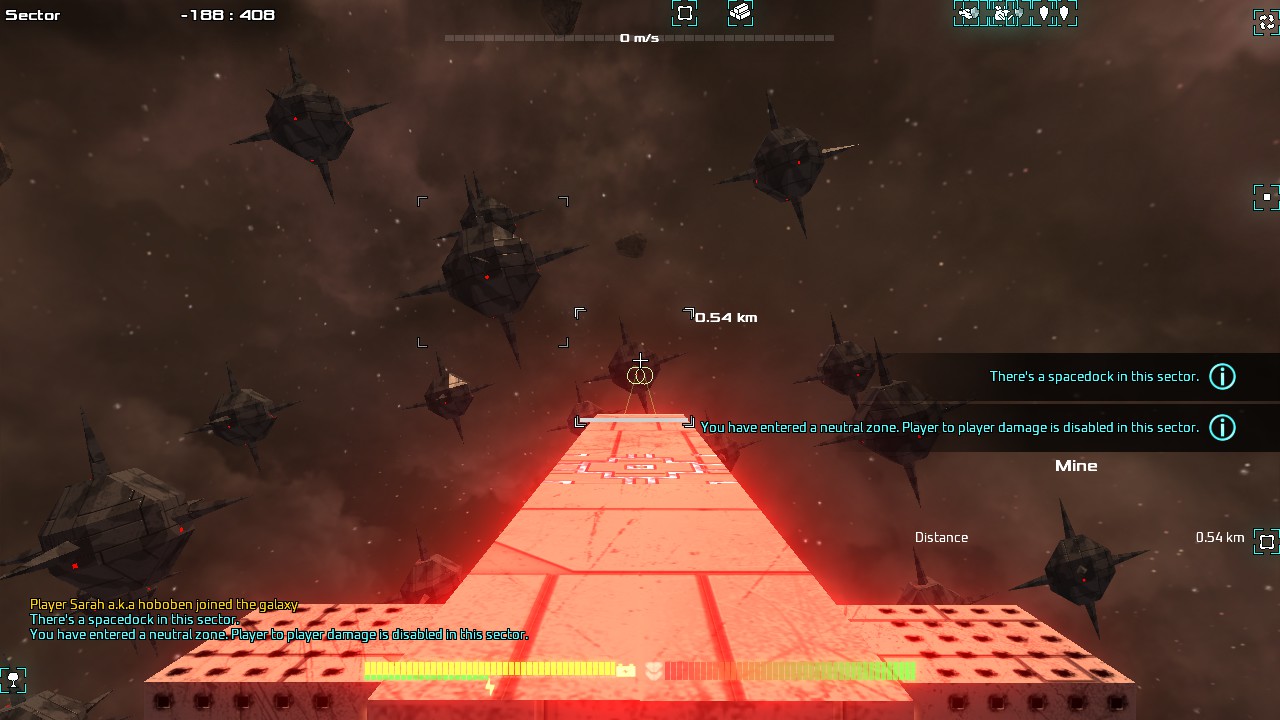 Sector -188 : 408
0 m/s
0.54 km
There's a spacedock in this sector.
You have entered a neutral zone. Player to player damage is disabled in this sector.
Mine
Distance 0.54 km
Player Sarah a.k.a hoboben joined the galaxy
There's a spacedock in this sector.
You have entered a neutral zone. Player to player damage is disabled in this sector.